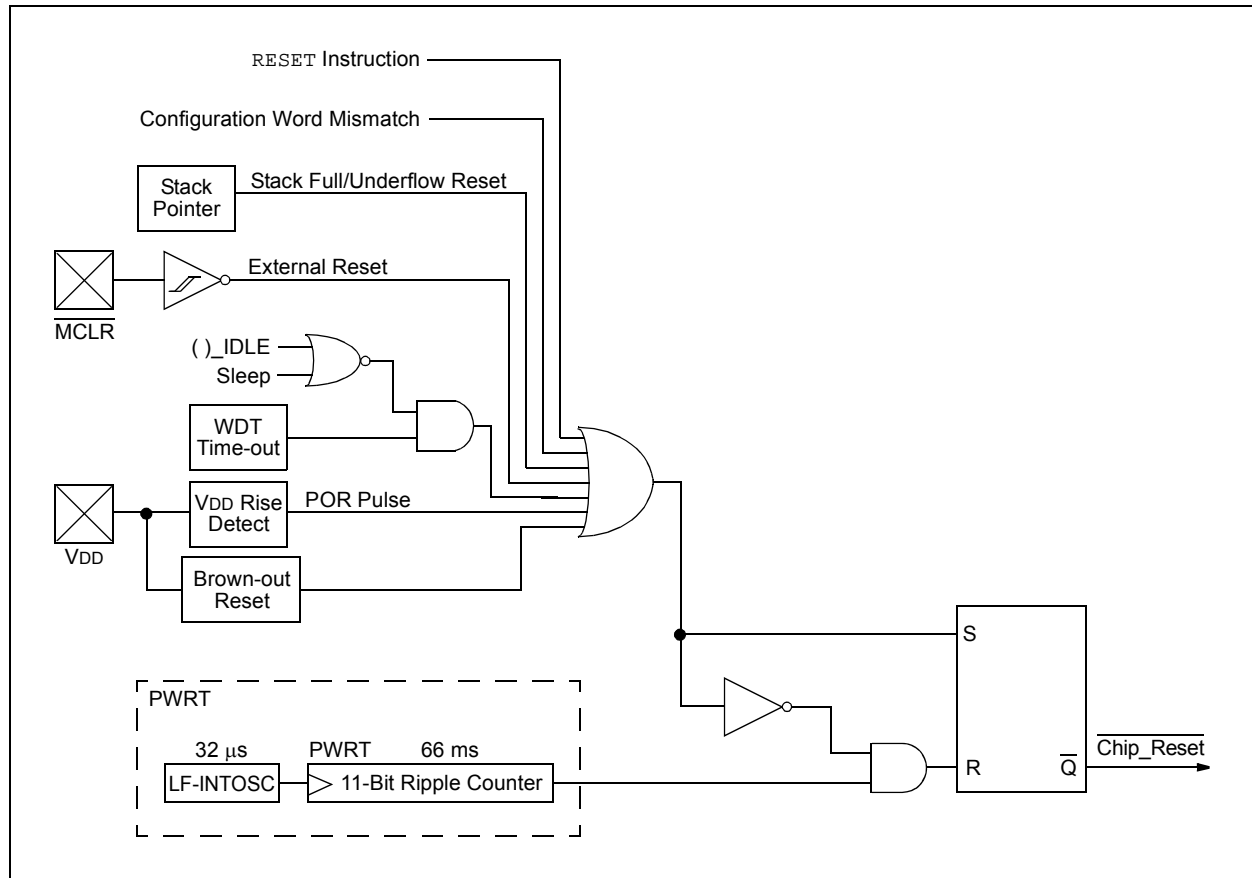 RESET Instruction
Configuration Word Mismatch
Stack
Pointer
Stack Full/Underflow Reset
External Reset
MCLR
( )_IDLE
Sleep
WDT
Time-out
VDD Rise
Detect
POR Pulse
VDD
Brown-out
Reset
S
PWRT
32 μs
PWRT
66 ms
LF-INTOSC
11-Bit Ripple Counter
R
Q
Chip_Reset